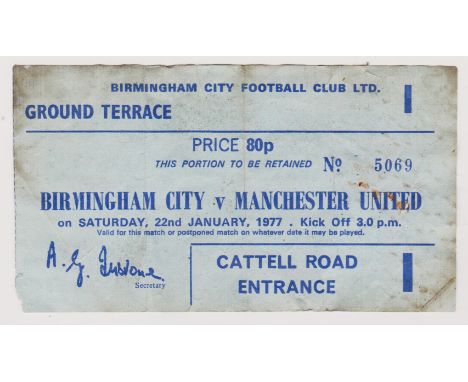 BIRMINGHAM CITY FOOTBALL CLUB LTD.
GROUND TERRACE
PRICE 80p
THIS PORTION TO BE RETAINED No 5069
BIRMINGHAM CITY v MANCHESTER UNITED
on SATURDAY, 22nd JANUARY, 1977 . Kick Off 3.0 p.m.
Valid for this match or postponed match on whatever date it may be played.
A. G.
Secretary
CATTELL ROAD
ENTRANCE